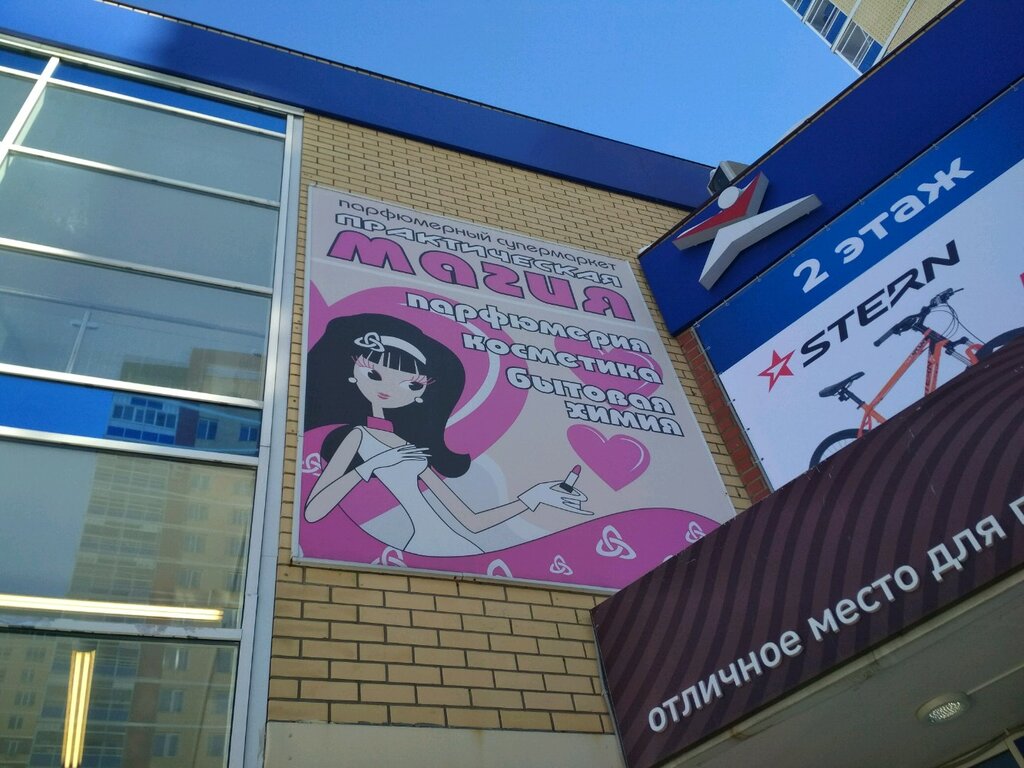 парфюмерный супермаркет
ПРАКТИЧЕСКАЯ
магия
парфюмерия
косметика
бытовая
химия
2 этаж
STERN
отличное место для